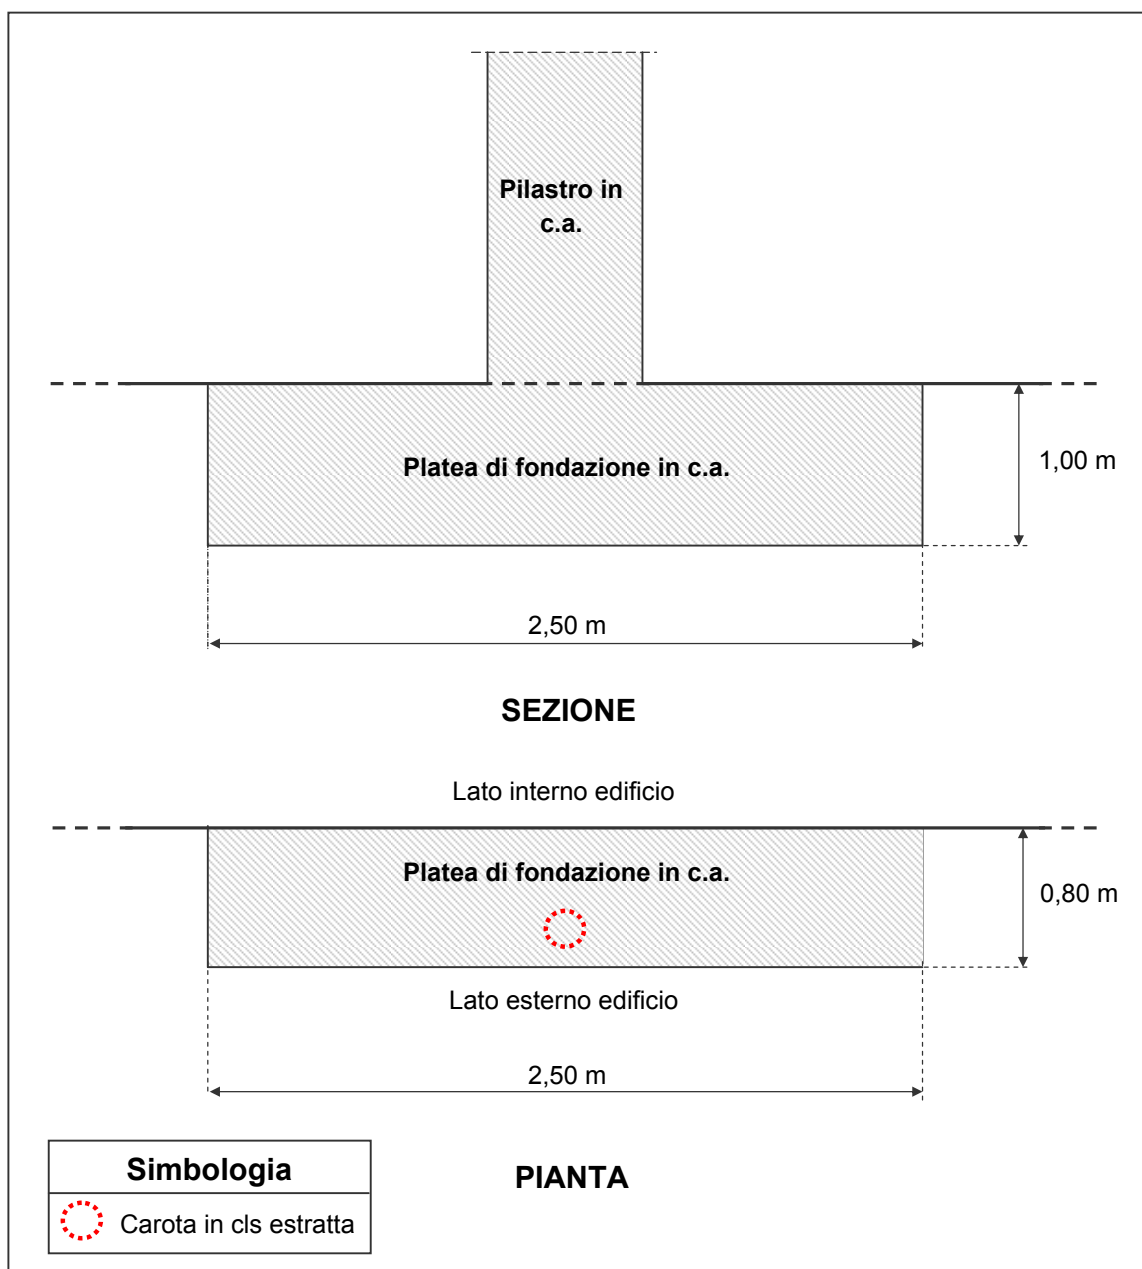 Pilastro in
c.a.
Platea di fondazione in c.a.
1,00 m
2,50 m
SEZIONE
Lato interno edificio
Platea di fondazione in c.a.
0,80 m
Lato esterno edificio
2,50 m
PIANTA
Simbologia
Carota in cls estratta